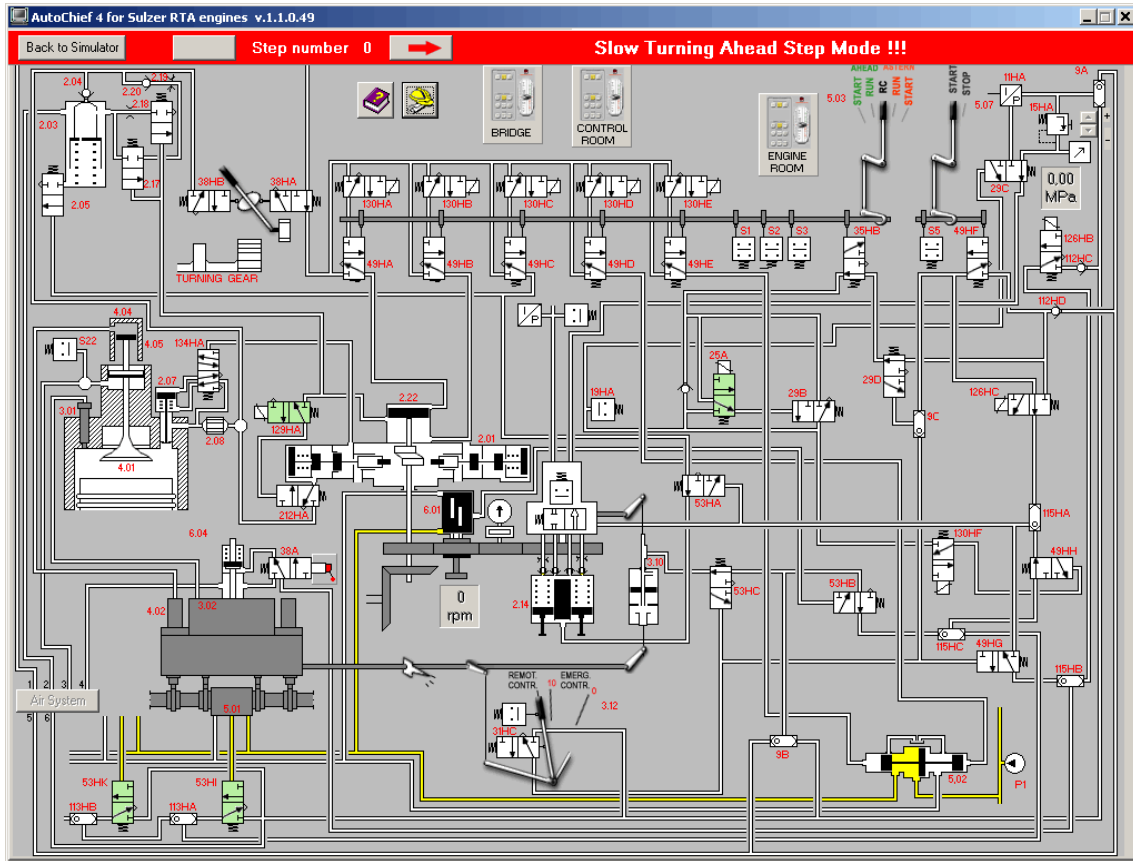 AutoChief 4 for Sulzer RTA engines v.1.1.0.49
Back to Simulator
Step number 0
Slow Turning Ahead Step Mode !!!
2.04
2.19
2.20
2.18
2.03
2.17
2.05
BRIDGE
CONTROL
ROOM
ENGINE
ROOM
5.03
START
AHEAD
RUN
RC
ASTERN
RUN
START
START
STOP
5.07
11HA
9A
15HA
+
-
29C
0,00
MPa
38HB
38HA
TURNING GEAR
130HA
130HB
130HC
130HD
130HE
49HA
49HB
49HC
49HD
49HE
S1
S2
S3
35HB
S5
49HF
126HB
112HC
112HD
4.04
4.05
134HA
S22
2.07
3.01
2.08
4.01
129HA
2.22
2.01
212HA
I
P
25A
19HA
29B
29D
9C
126HC
53HA
115HA
130HF
49HH
6.01
6.04
38A
0
rpm
2.14
3.10
53HC
53HB
115HC
49HG
115HB
4.02
3.02
5.01
REMOT.
CONTR.
10
EMERG.
CONTR.
0
3.12
31HC
9B
5,02
P1
1 2 3 4
Air System
5 6
53HK
53HI
113HB
113HA